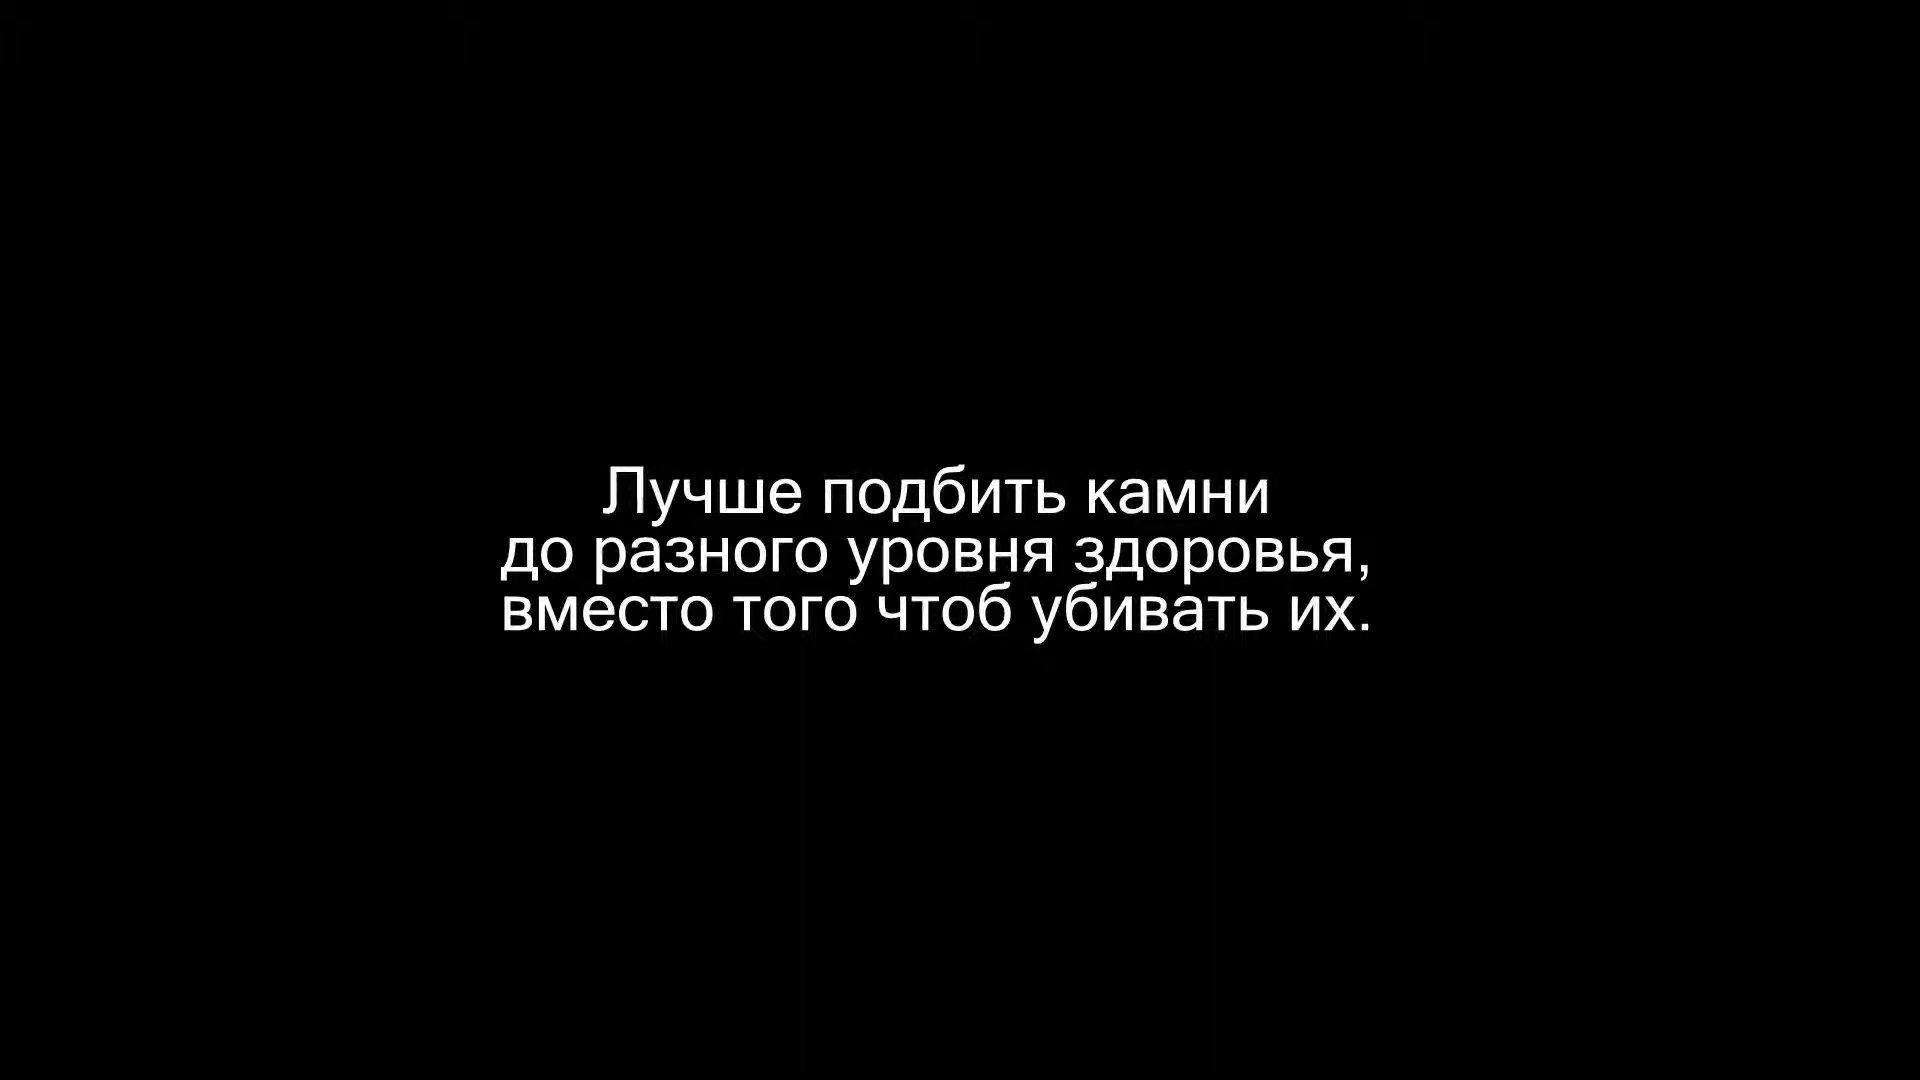 Лучше подбить камни
до разного уровня здоровья,
вместо того чтоб убивать их.